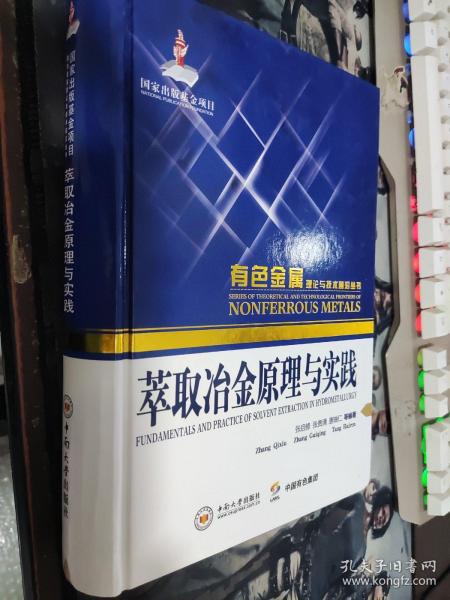 国家出版基金项目
NATIONAL PUBLICATION FOUNDATION
有色金属理论与技术前沿丛书
SERIES OF THEORETICAL AND TECHNOLOGICAL FRONTIERS OF
NONFERROUS METALS
萃取冶金原理与实践
FUNDAMENTALS AND PRACTICE OF SOLVENT EXTRACTION IN HYDROMETALLURGY
张启修 张贵清 唐瑞仁 等编著
Zhang Qixiu Zhang Guiqing Tang Ruiren
中南大学出版社
www.csupress.com.cn
中国有色集团
国家出版基金项目 萃取冶金原理与实践
中南大学出版社
孔夫子旧书网
www.kongfz.com